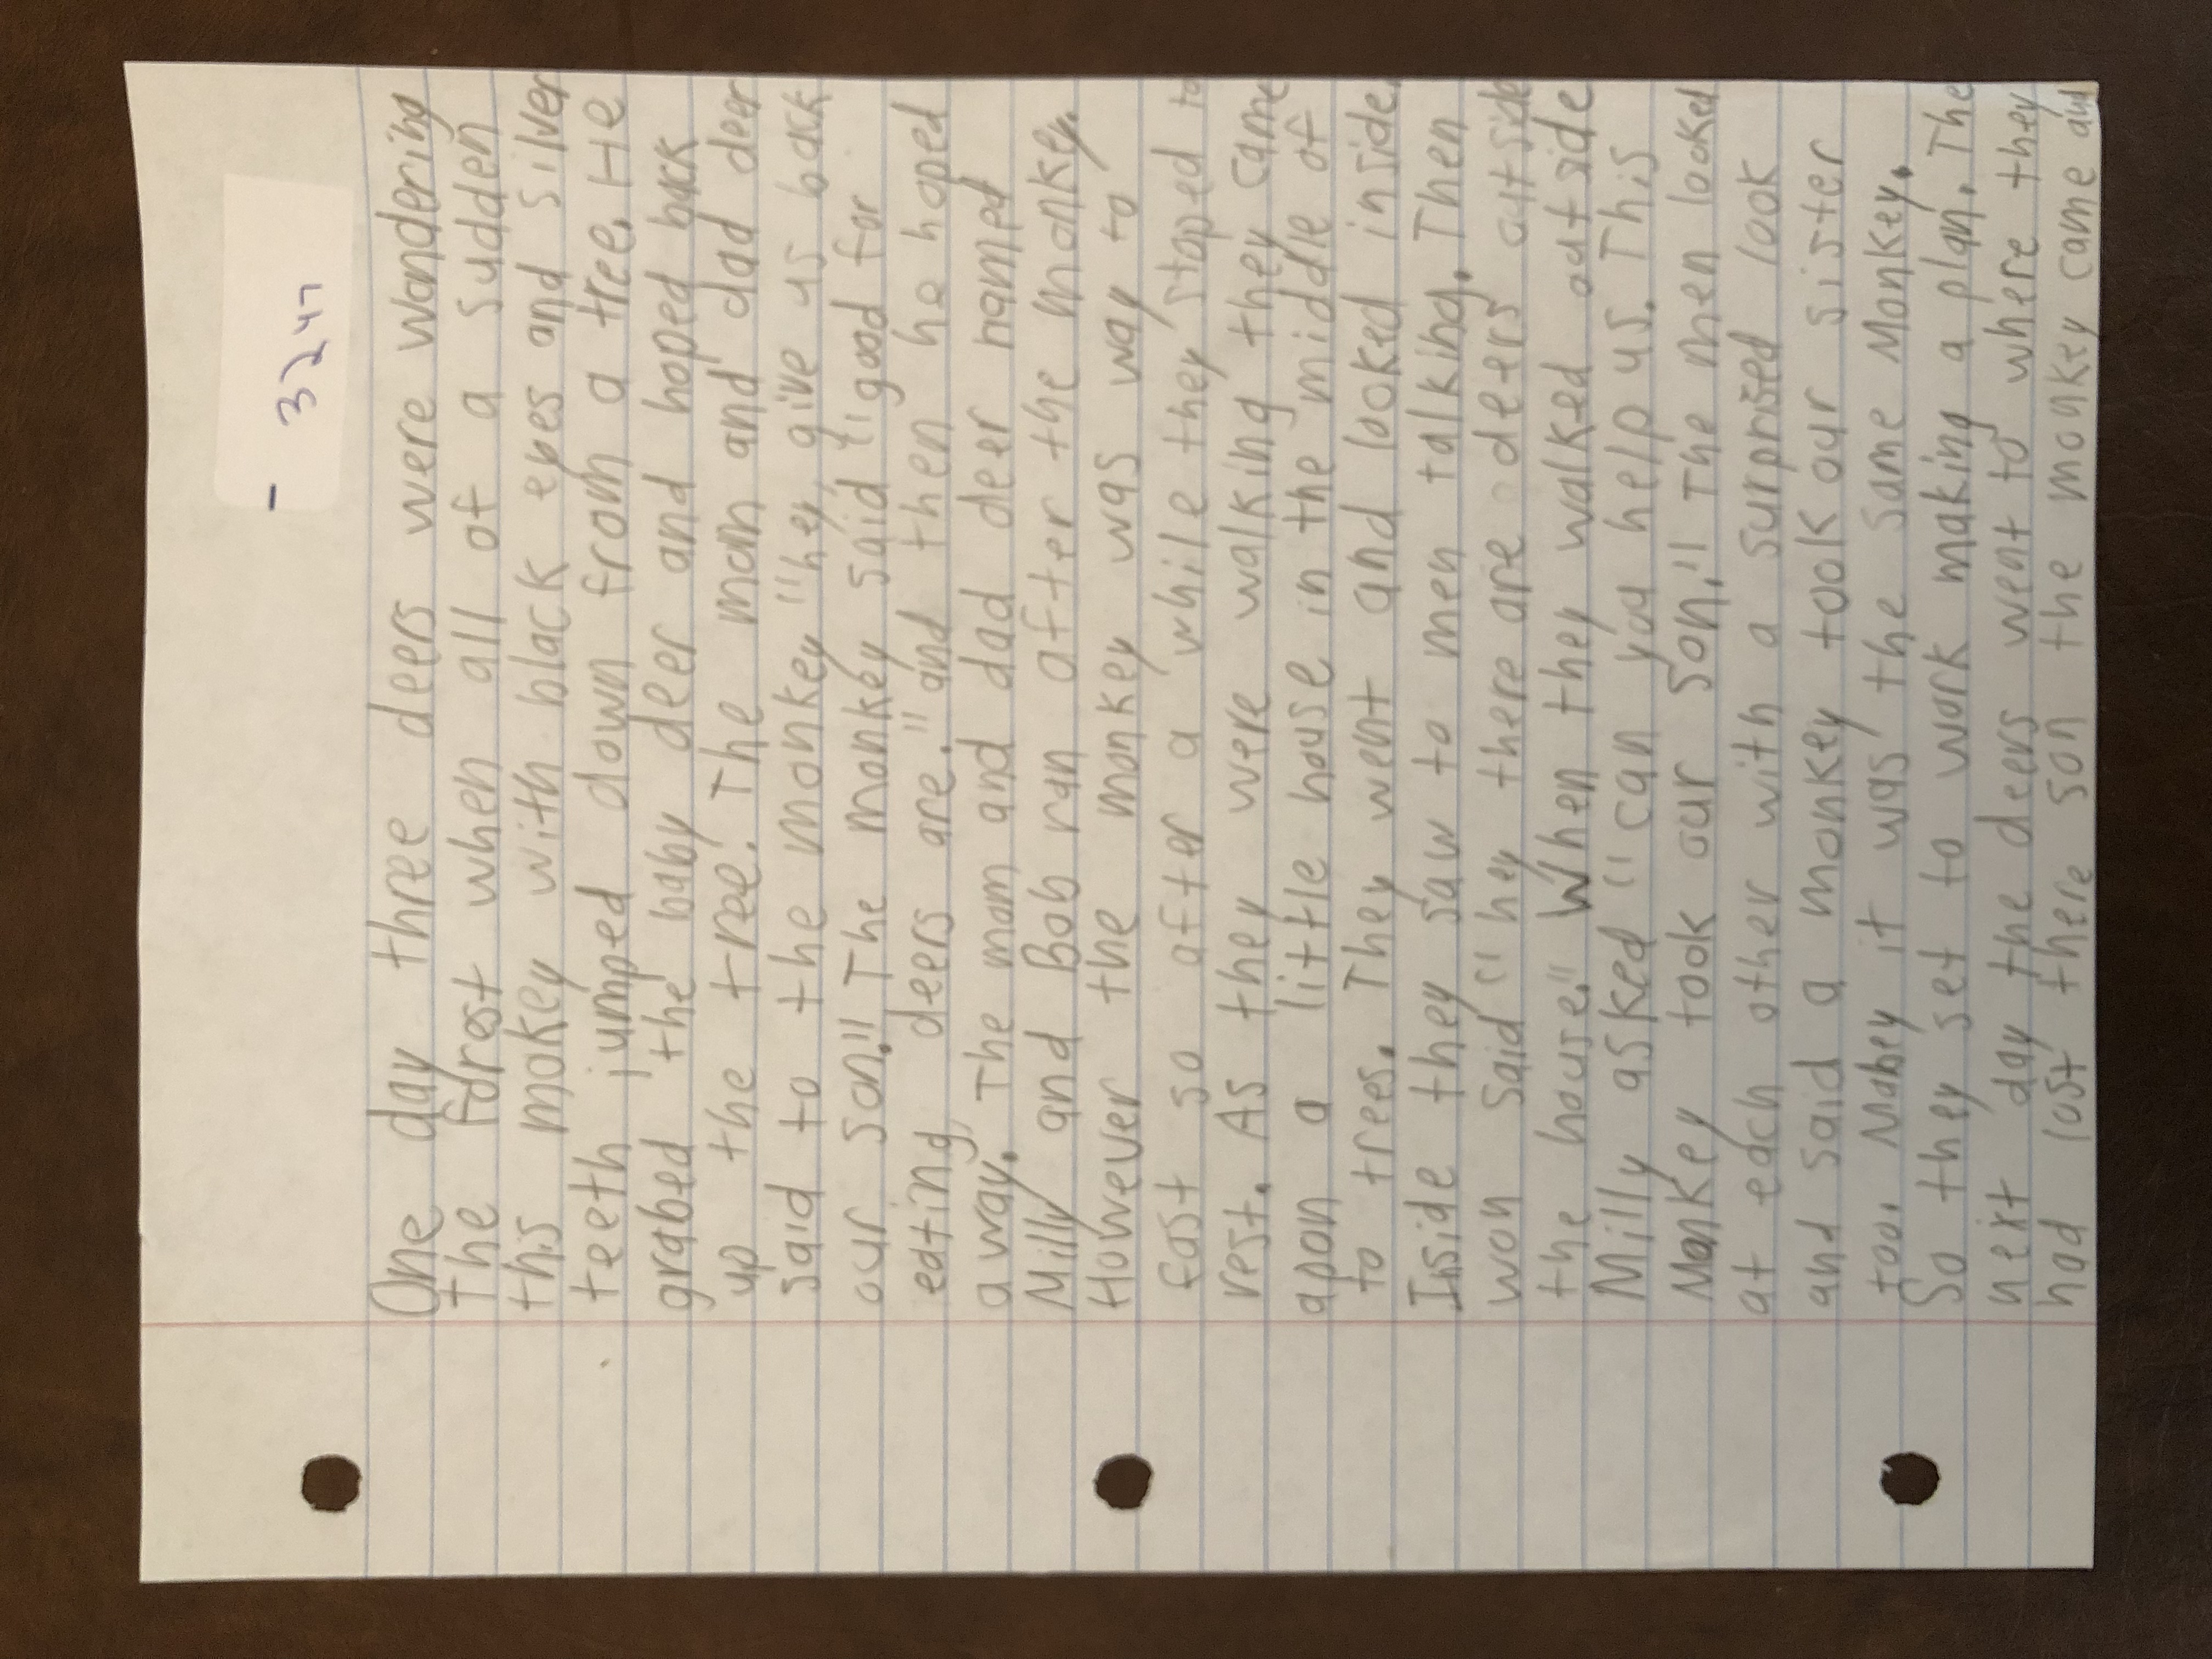 - 3247
One day three deers were wondering
the forest when all of a sudden
this mokey with black eyes and silver
teeth jumped down from a tree. He
grabed the baby deer and hoped back
up the tree. The mom and dad deer
said to the monkey "hey, give us back
our son!" The monkey said "good for
eating, deers are." and then he hoped
away. The mom and dad deer named
Milly and Bob ran after the monkey.
However the monkey was way to
fast so after a while they stoped to
rest. As they were walking they came
apon a little house in the middle of
to trees. They went and looked inside.
Inside they saw to men talking. Then
won said "hey there are deers outside
the house." When they walked outside
Milly asked "can you help us. This
Monkey took our son." The men looked
at each other with a surprised look
and said a monkey took our sister
too. Mabey it was the same Monkey.
So they set to work making a plan. The
next day the deers went to where they
had lost there son the monkey came and